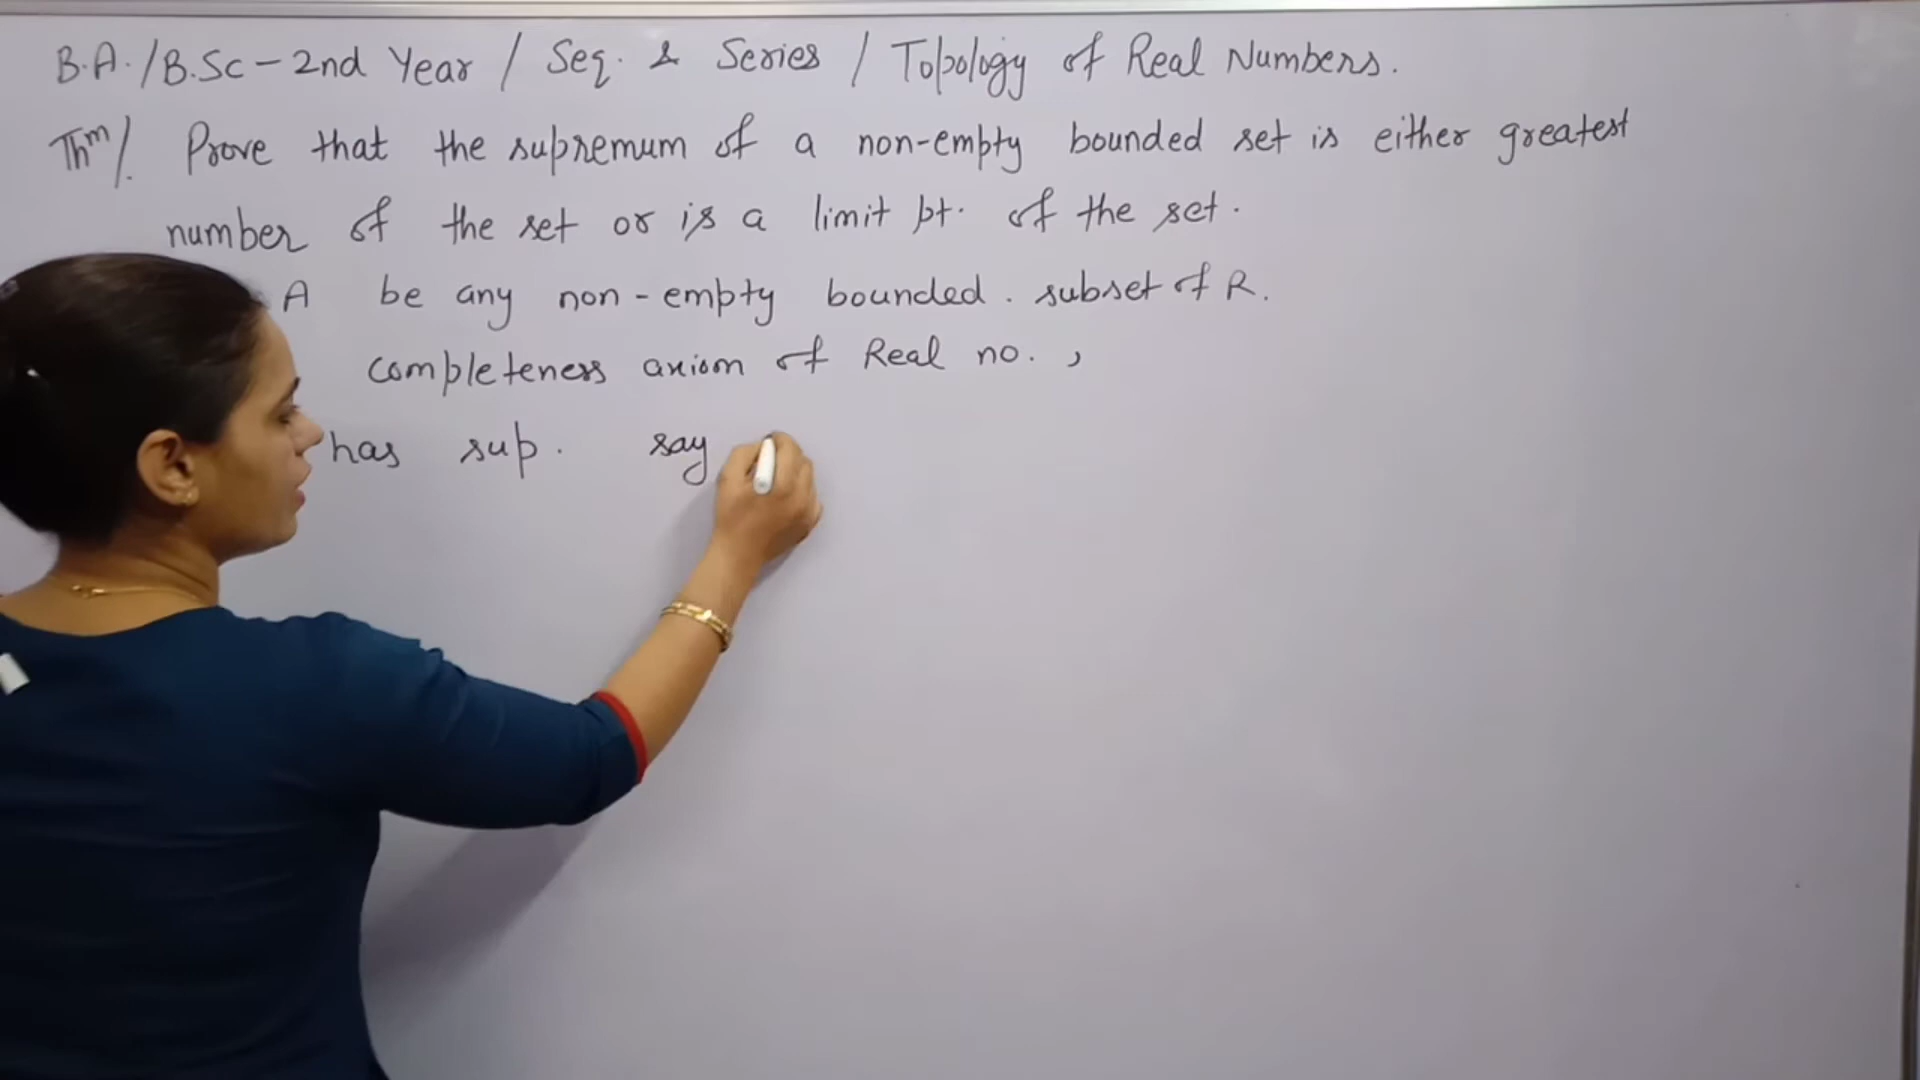 B.A./B.Sc - 2nd Year / Seq. & Series / Topology of Real Numbers.
Thm/. Prove that the supremum of a non-empty bounded set is either greatest
number of the set or is a limit pt. of the set.
A be any non-empty bounded. subset of R.
completeness axiom of Real no. ,
has sup. say